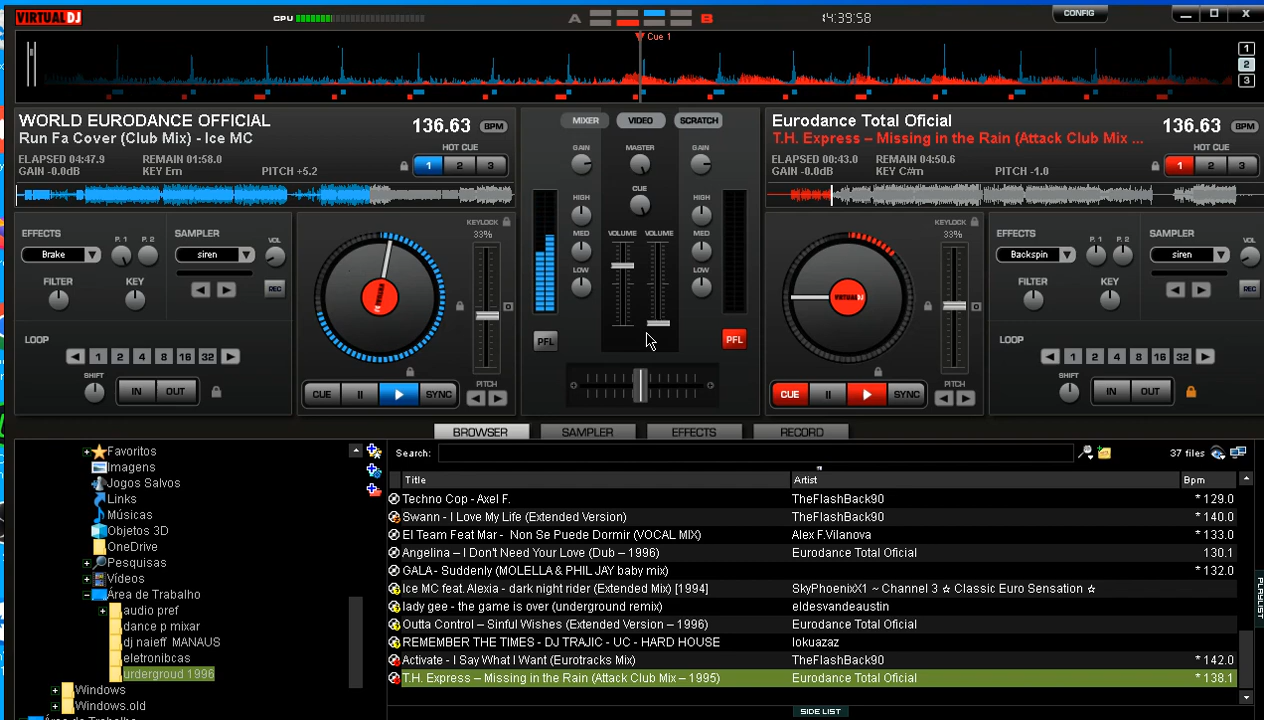 VIRTUAL DJ
CPU
A
B
14:39:58
CONFIG
Cue 1
1
2
3
WORLD EURODANCE OFFICIAL
Run Fa Cover (Club Mix) - Ice MC
136.63 BPM
HOT CUE
ELAPSED 04:47.9 REMAIN 01:58.0
GAIN -0.0dB KEY Em PITCH +5.2
1 2 3
MIXER VIDEO SCRATCH
GAIN MASTER GAIN
CUE
HIGH HIGH
VOLUME VOLUME
MED MED
LOW LOW
PFL PFL
Eurodance Total Oficial
T.H. Express – Missing in the Rain (Attack Club Mix ...
136.63 BPM
HOT CUE
ELAPSED 00:43.0 REMAIN 04:50.6
GAIN -0.0dB KEY C#m PITCH -1.0
1 2 3
EFFECTS P. 1 P. 2 SAMPLER VOL
Brake siren
FILTER KEY REC
LOOP
1 2 4 8 16 32
SHIFT IN OUT
KEYLOCK
33%
VIRTUAL DJ
CUE II SYNC PITCH
KEYLOCK
33%
VIRTUAL DJ
CUE II SYNC PITCH
EFFECTS P. 1 P. 2 SAMPLER VOL
Backspin siren
FILTER KEY REC
LOOP
1 2 4 8 16 32
SHIFT IN OUT
BROWSER SAMPLER EFFECTS RECORD
Favoritos
Imagens
Jogos Salvos
Links
Músicas
Objetos 3D
OneDrive
Pesquisas
Vídeos
Área de Trabalho
audio pref
dance p mixar
dj naieff MANAUS
eletronibcas
urdergroud 1996
Windows
Windows.old
Área de Trabalho
Search: 37 files
Title Artist Bpm
Techno Cop - Axel F. TheFlashBack90 * 129.0
Swann - I Love My Life (Extended Version) TheFlashBack90 * 140.0
El Team Feat Mar - Non Se Puede Dormir (VOCAL MIX) Alex F.Vilanova * 133.0
Angelina – I Don't Need Your Love (Dub – 1996) Eurodance Total Oficial 130.1
GALA - Suddenly (MOLELLA & PHIL JAY baby mix) * 132.0
Ice MC feat. Alexia - dark night rider (Extended Mix) [1994] SkyPhoenixX1 ~ Channel 3 ☆ Classic Euro Sensation ☆
lady gee - the game is over (underground remix) eldesvandeaustin
Outta Control – Sinful Wishes (Extended Version – 1996) Eurodance Total Oficial
REMEMBER THE TIMES - DJ TRAJIC - UC - HARD HOUSE lokuazaz
Activate - I Say What I Want (Eurotracks Mix) TheFlashBack90 * 142.0
T.H. Express – Missing in the Rain (Attack Club Mix – 1995) Eurodance Total Oficial * 138.1
SIDE LIST
PLAYLIST